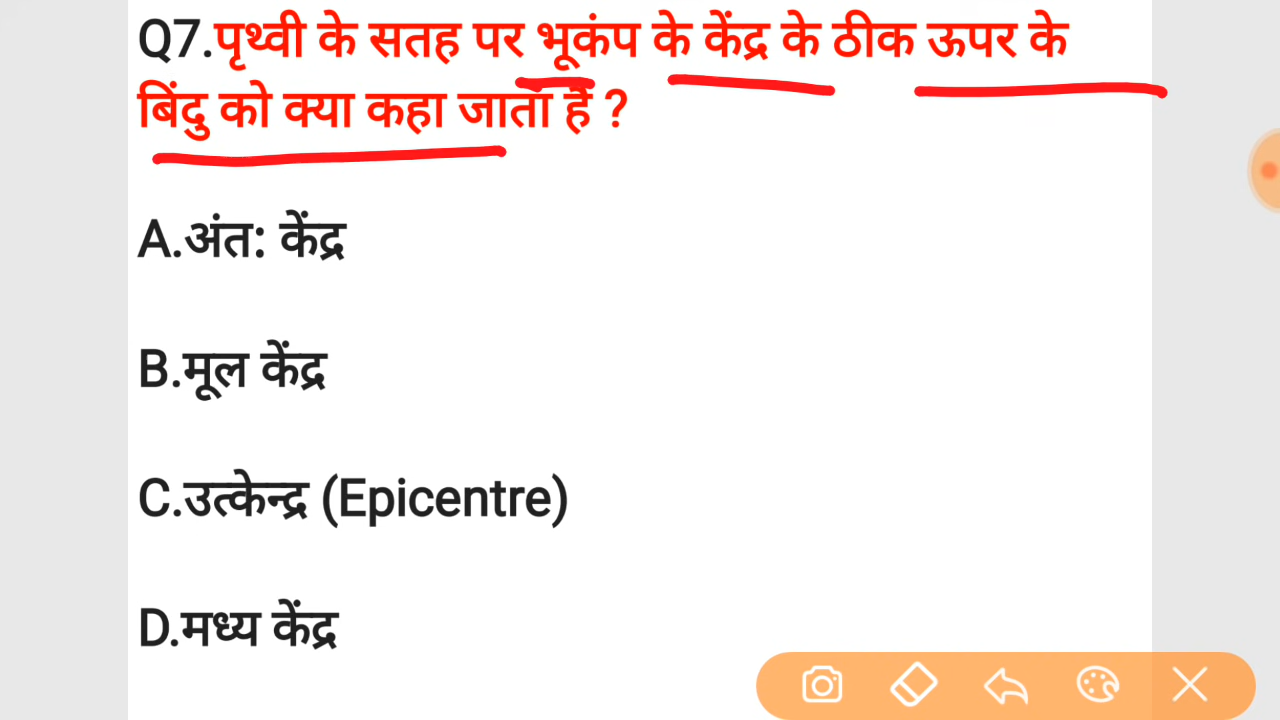 Q7.पृथ्वी के सतह पर भूकंप के केंद्र के ठीक ऊपर के
बिंदु को क्या कहा जाता है ?
A.अंत: केंद्र
B.मूल केंद्र
C.उत्केन्द्र (Epicentre)
D.मध्य केंद्र